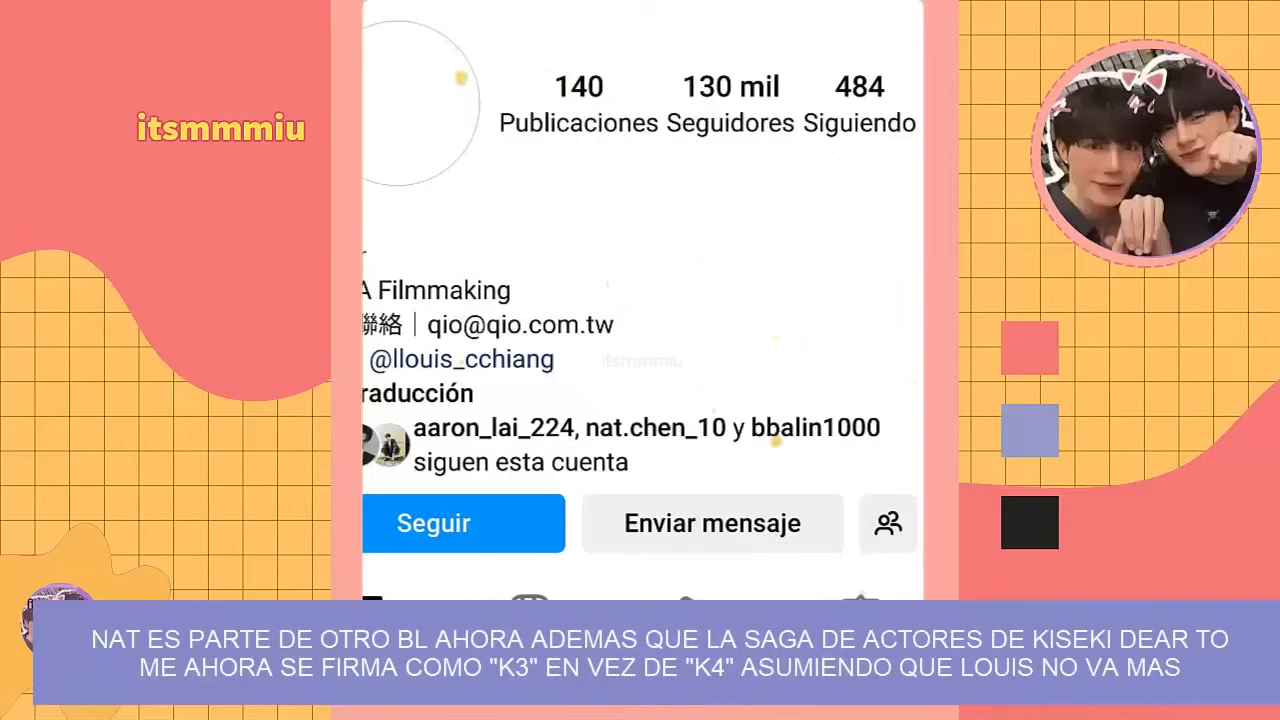 itsmmmiu
140 130 mil 484
Publicaciones Seguidores Siguiendo
A Filmmaking
聯絡｜qio@qio.com.tw
@llouis_cchiang
raducción
aaron_lai_224, nat.chen_10 y bbalin1000
siguen esta cuenta
Seguir Enviar mensaje
itsmmmiu
NAT ES PARTE DE OTRO BL AHORA ADEMAS QUE LA SAGA DE ACTORES DE KISEKI DEAR TO
ME AHORA SE FIRMA COMO "K3" EN VEZ DE "K4" ASUMIENDO QUE LOUIS NO VA MAS